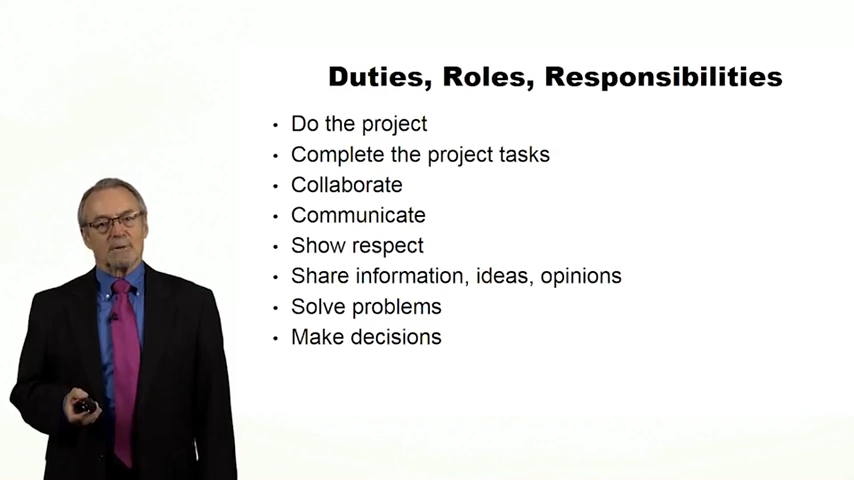 Duties, Roles, Responsibilities
• Do the project
• Complete the project tasks
• Collaborate
• Communicate
• Show respect
• Share information, ideas, opinions
• Solve problems
• Make decisions